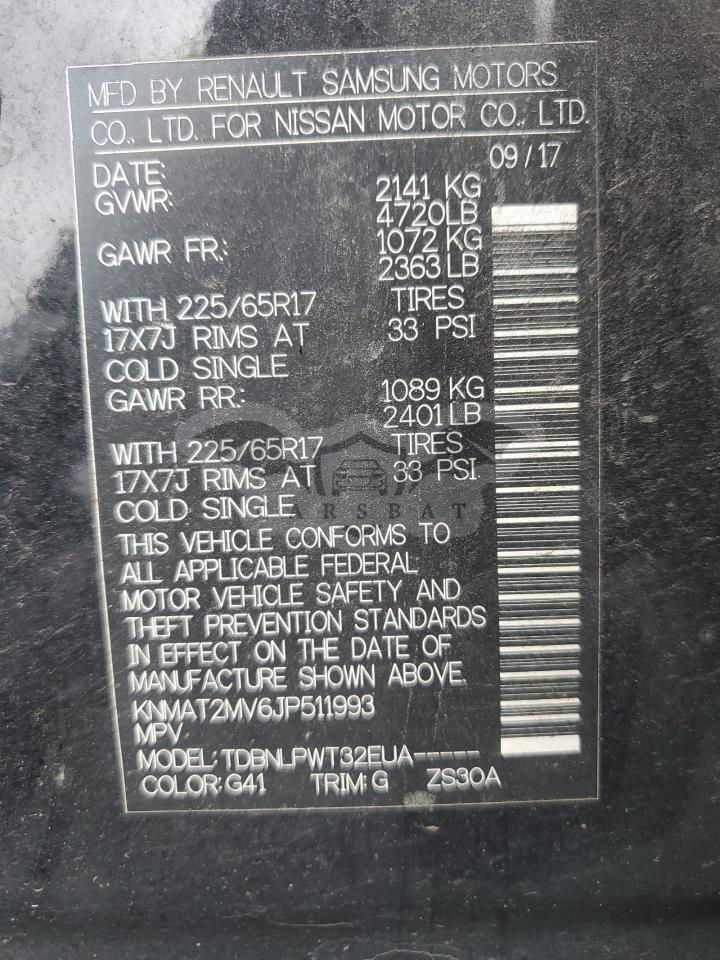 MFD BY RENAULT SAMSUNG MOTORS
CO., LTD. FOR NISSAN MOTOR CO., LTD.
DATE: 09/17
GVWR: 2141 KG
4720LB
GAWR FR.: 1072 KG
2363 LB
WITH 225/65R17 TIRES
17X7J RIMS AT 33 PSI
COLD SINGLE
GAWR RR.: 1089 KG
2401 LB
WITH 225/65R17 TIRES
17X7J RIMS AT 33 PSI
COLD SINGLE
ARSBAT
THIS VEHICLE CONFORMS TO
ALL APPLICABLE FEDERAL
MOTOR VEHICLE SAFETY AND
THEFT PREVENTION STANDARDS
IN EFFECT ON THE DATE OF
MANUFACTURE SHOWN ABOVE.
KNMAT2MV6JP511993
MPV
MODEL: TDBNLPWT32EUA-----
COLOR: G41 TRIM: G ZS30A